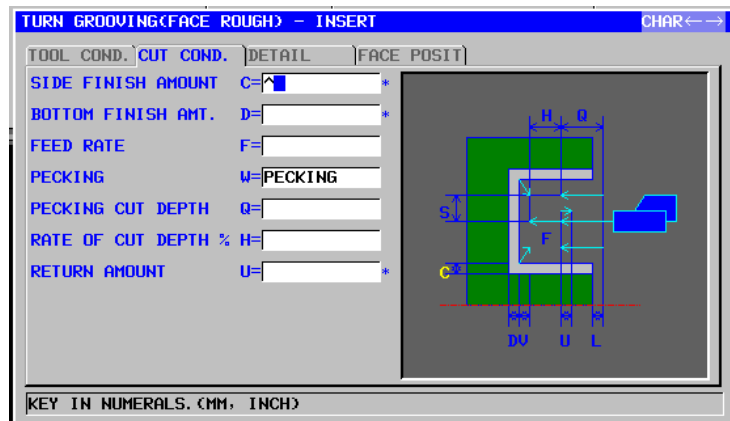 TURN GROOVING(FACE ROUGH) - INSERT CHAR←→
TOOL COND. CUT COND. DETAIL FACE POSIT
SIDE FINISH AMOUNT C=^ *
BOTTOM FINISH AMT. D= *
FEED RATE F=
PECKING W=PECKING
PECKING CUT DEPTH Q=
RATE OF CUT DEPTH % H=
RETURN AMOUNT U= *
H Q
S
F
C
DV U L
KEY IN NUMERALS.(MM, INCH)